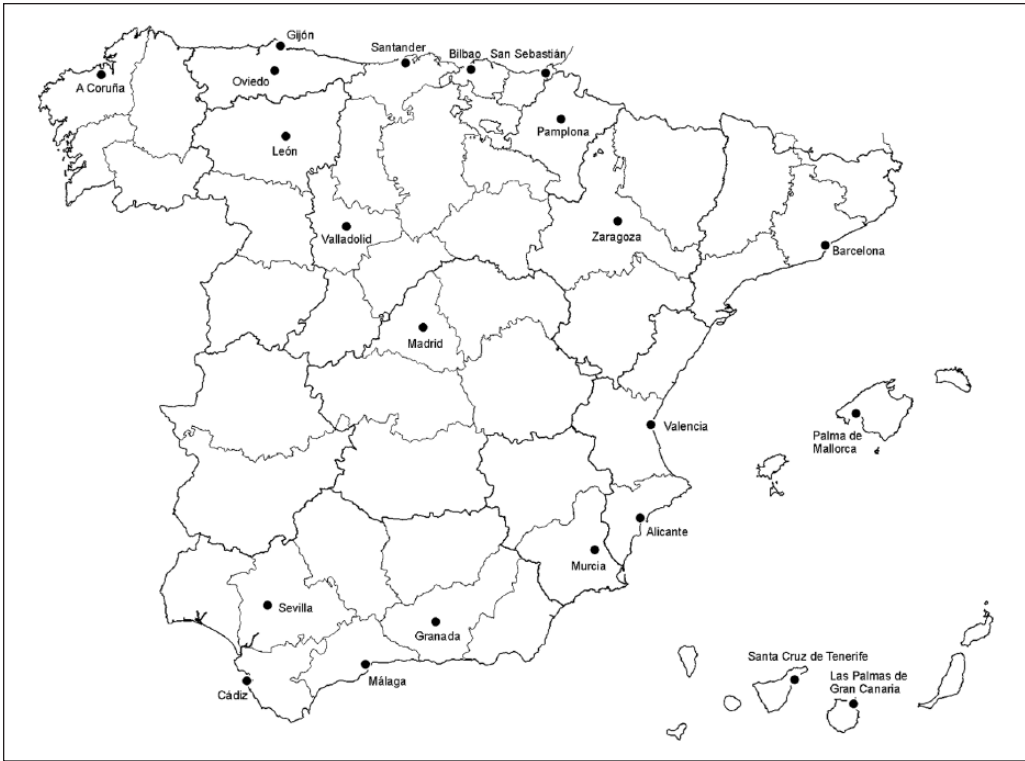 Gijón
Santander
Bilbao
San Sebastián
A Coruña
Oviedo
Pamplona
León
Valladolid
Zaragoza
Barcelona
Madrid
Valencia
Palma de
Mallorca
Alicante
Murcia
Sevilla
Granada
Cádiz
Málaga
Santa Cruz de Tenerife
Las Palmas de
Gran Canaria